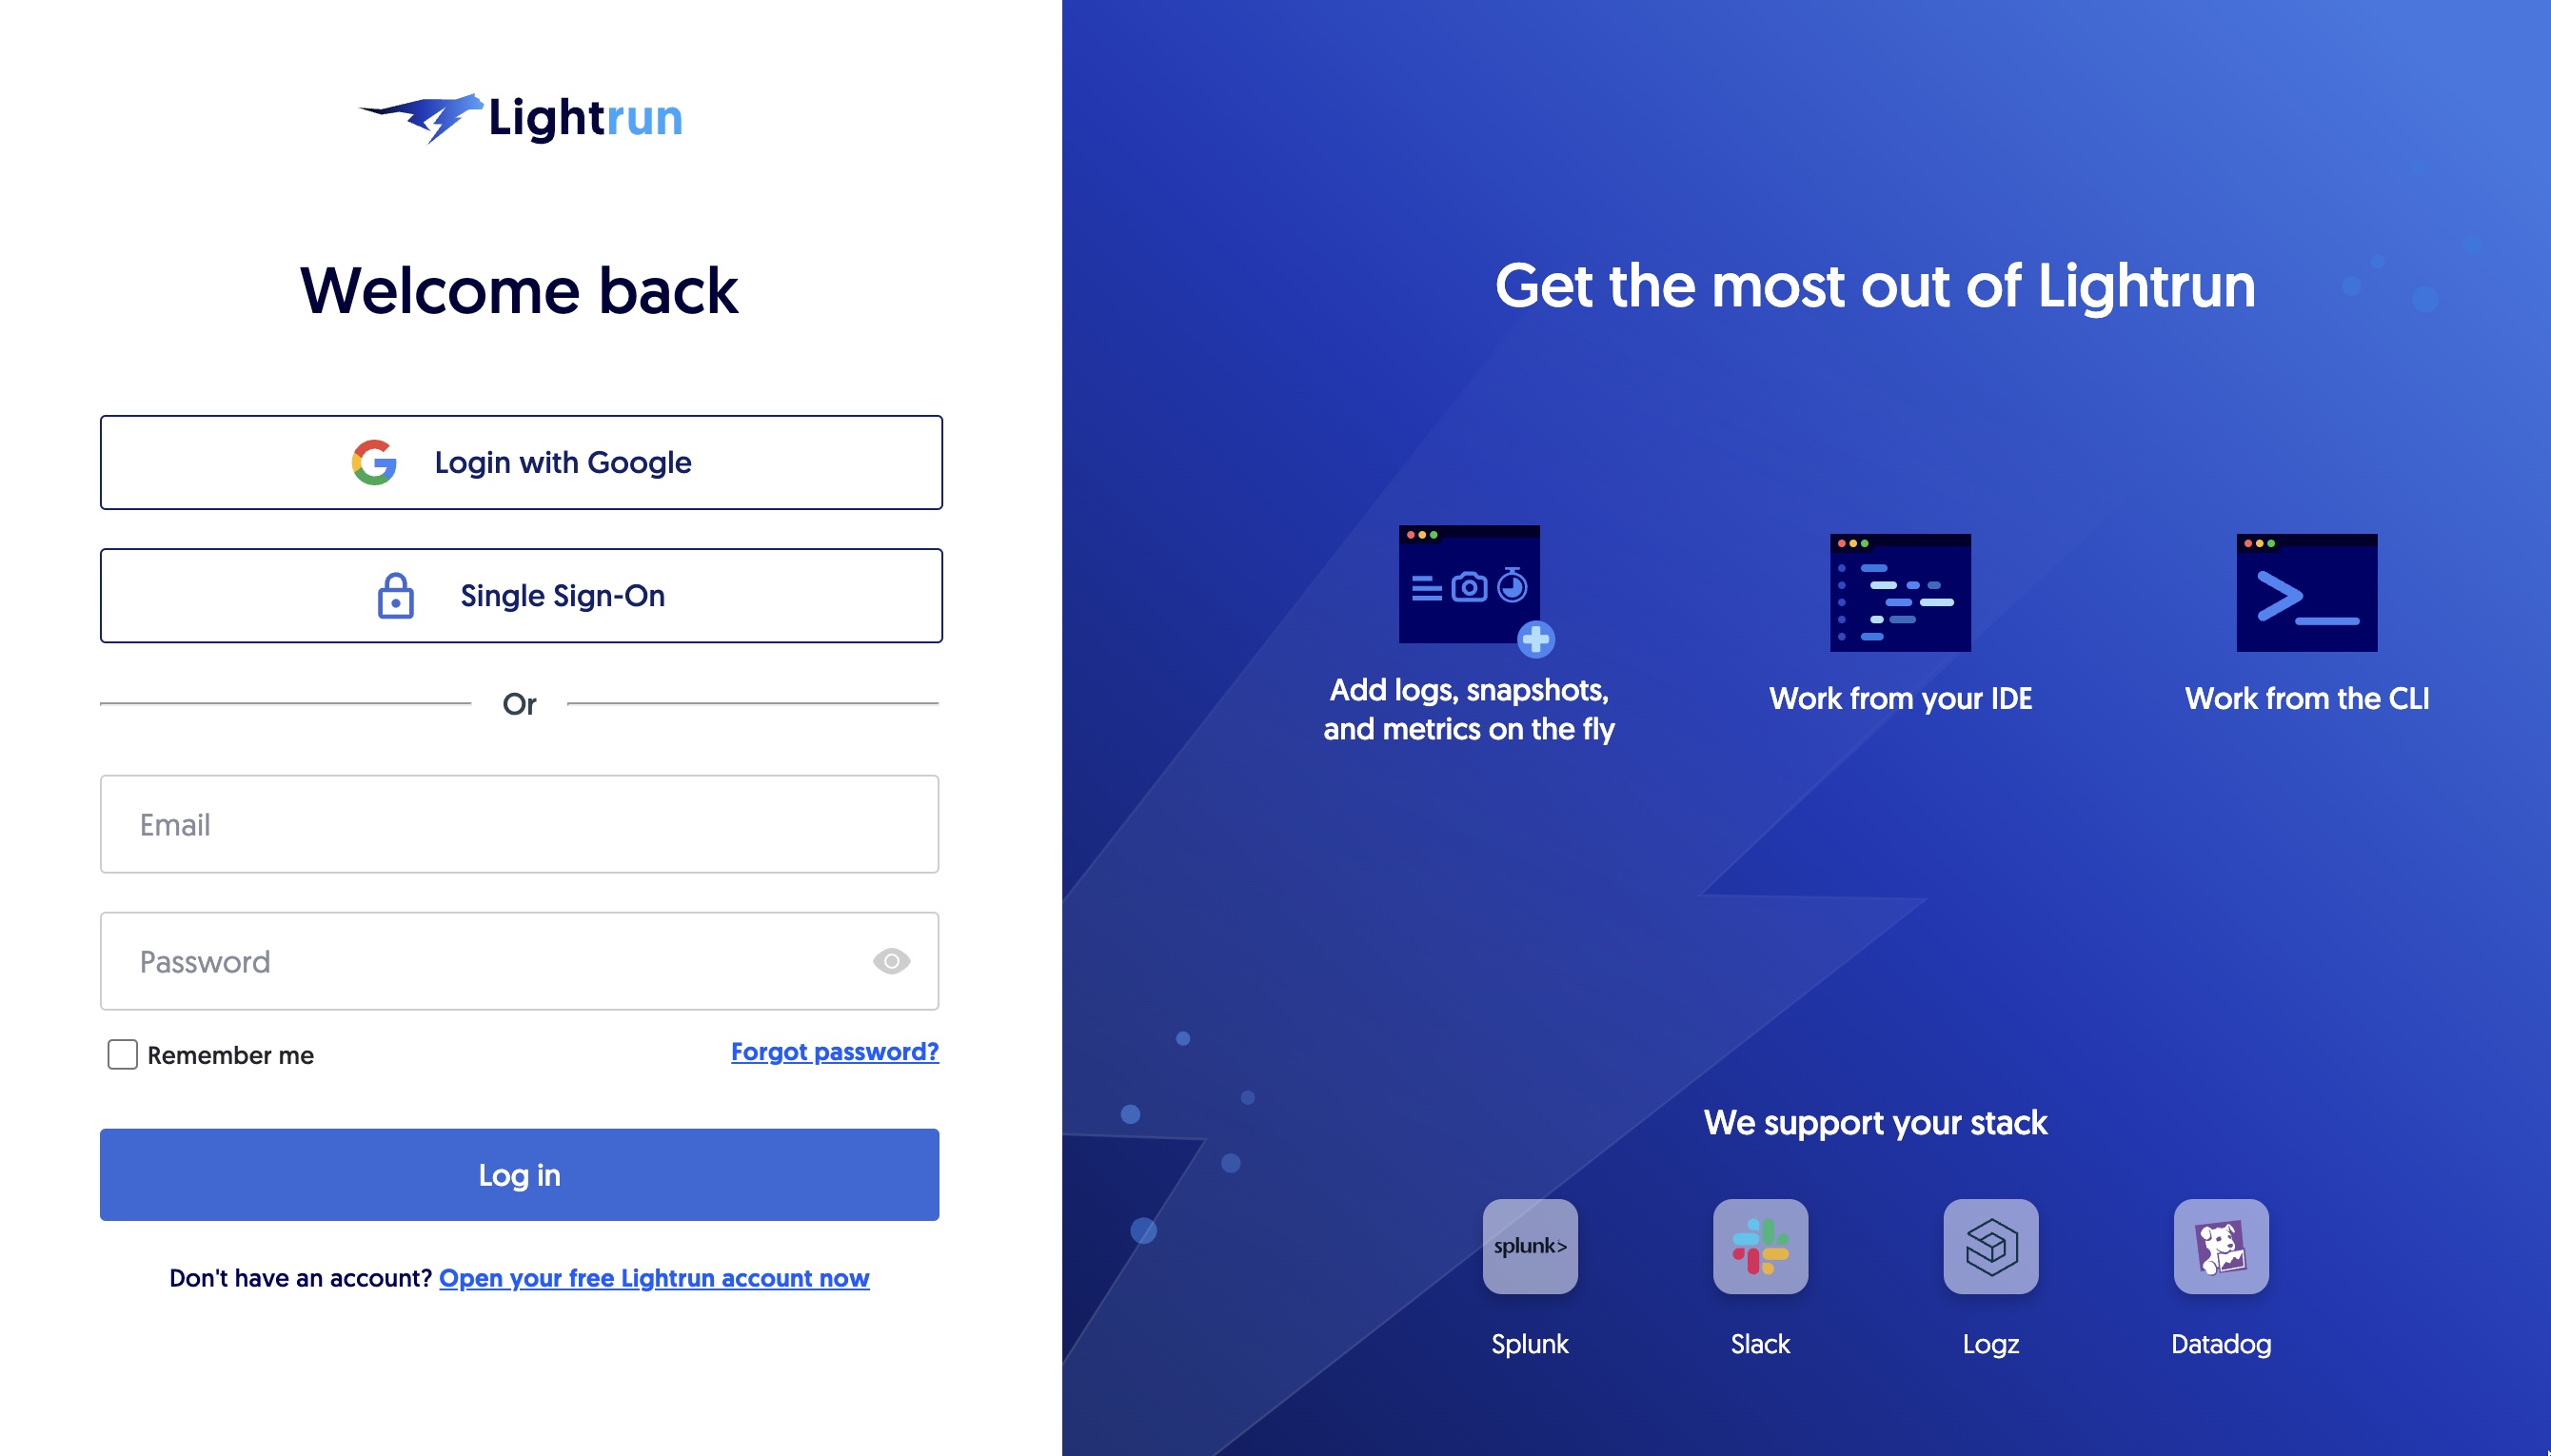 Lightrun
Welcome back
Login with Google
Single Sign-On
Or
Email
Password
Remember me
Forgot password?
Log in
Don't have an account? Open your free Lightrun account now
Get the most out of Lightrun
Add logs, snapshots,
and metrics on the fly
Work from your IDE
Work from the CLI
We support your stack
splunk>
Splunk
Slack
Logz
Datadog